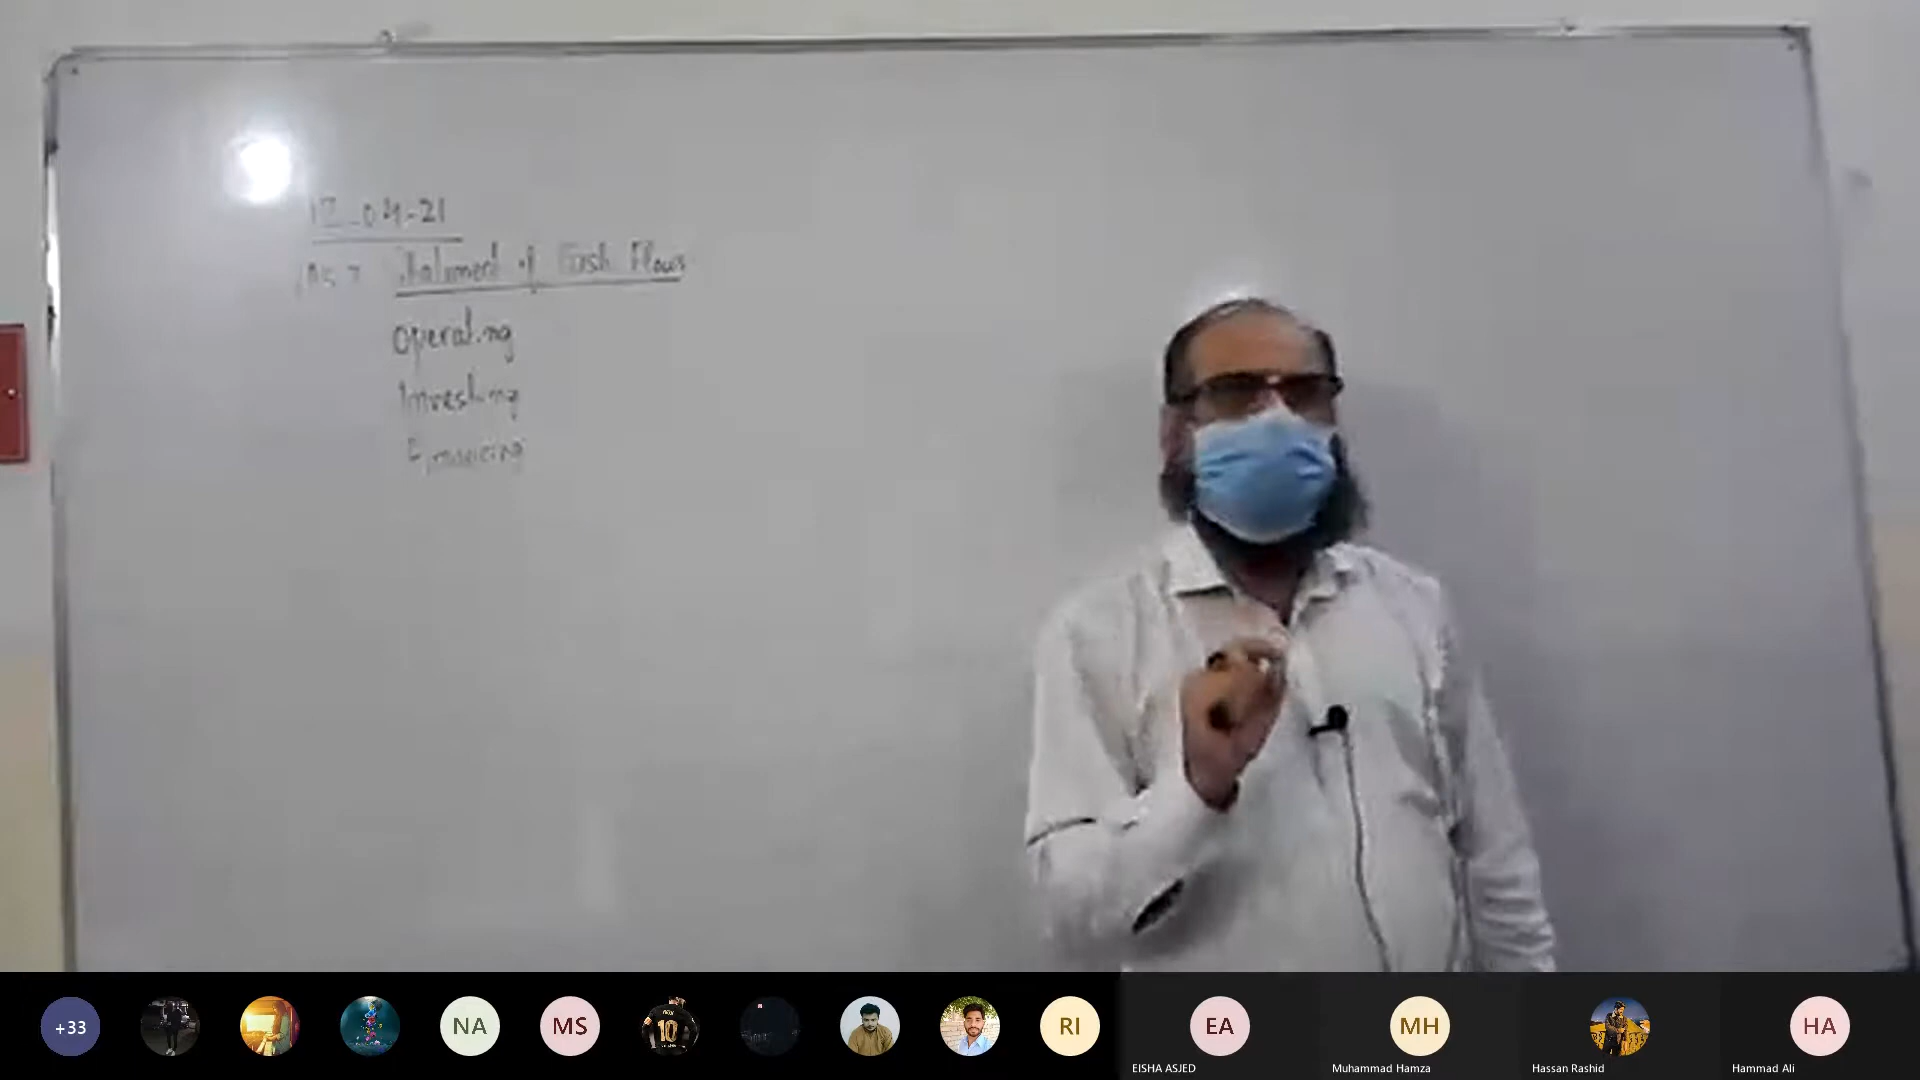 12-04-21
IAS 7 Statement of Cash Flows
Operating
Investing
Financing
+33
NA
MS
10
RI
EA
MH
HA
EISHA ASJED
Muhammad Hamza
Hassan Rashid
Hammad Ali